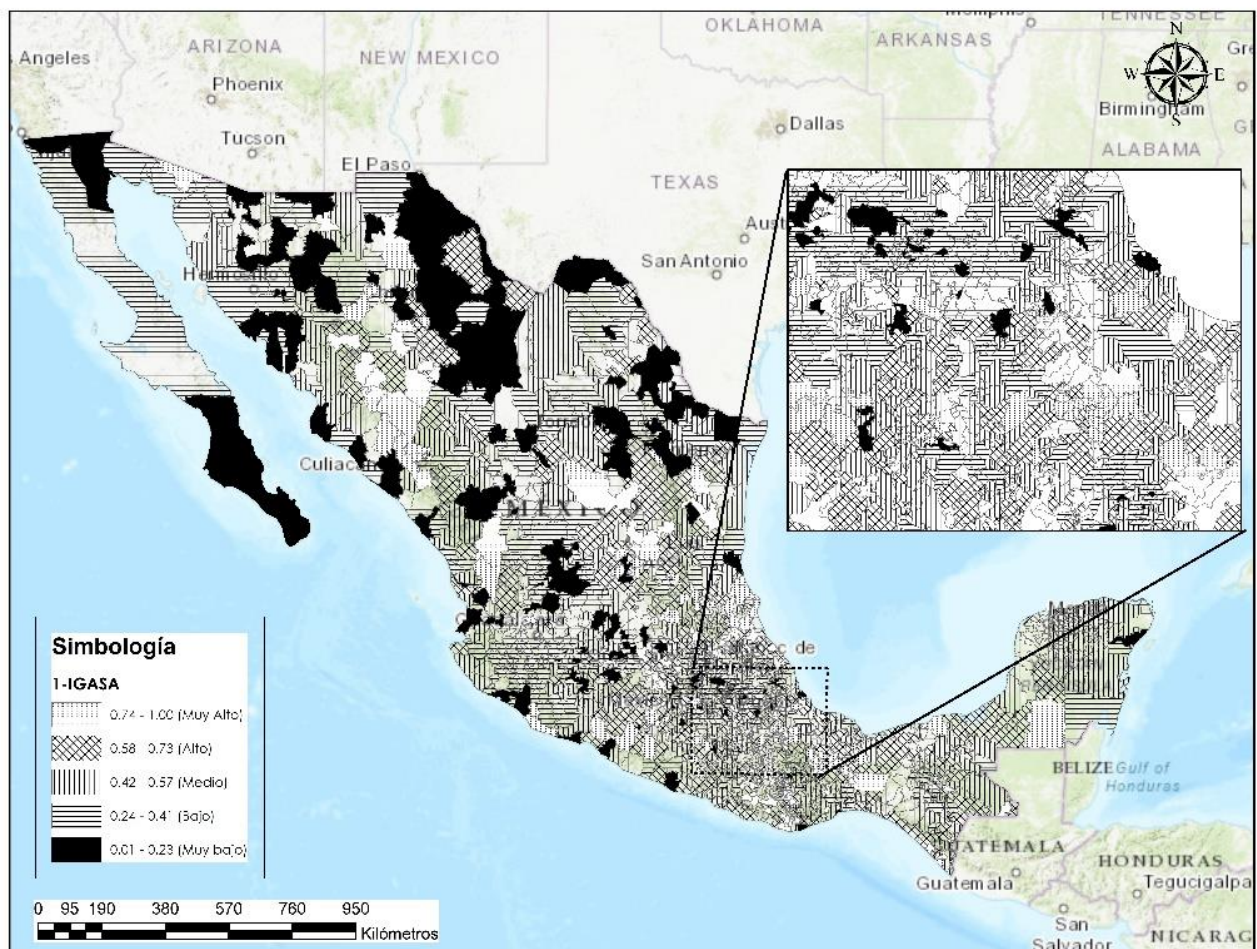 OKLAHOMA
TENNESSEE
ARIZONA
NEW MEXICO
ARKANSAS
N
W E
S
Angeles
Phoenix
Birmingham
Dallas
Tucson
ALABAMA
El Paso
TEXAS
San Antonio
Culiacán
MÉXICO
Simbología
1-IGASA
0.74 - 1.00 (Muy Alto)
0.58 - 0.73 (Alto)
0.42 - 0.57 (Medio)
0.24 - 0.41 (Bajo)
0.01 - 0.23 (Muy bajo)
BELIZE
Gulf of
Honduras
GUATEMALA
HONDURAS
Guatemala
Tegucigalpa
San
Salvador
NICARAG
0 95 190 380 570 760 950
Kilómetros